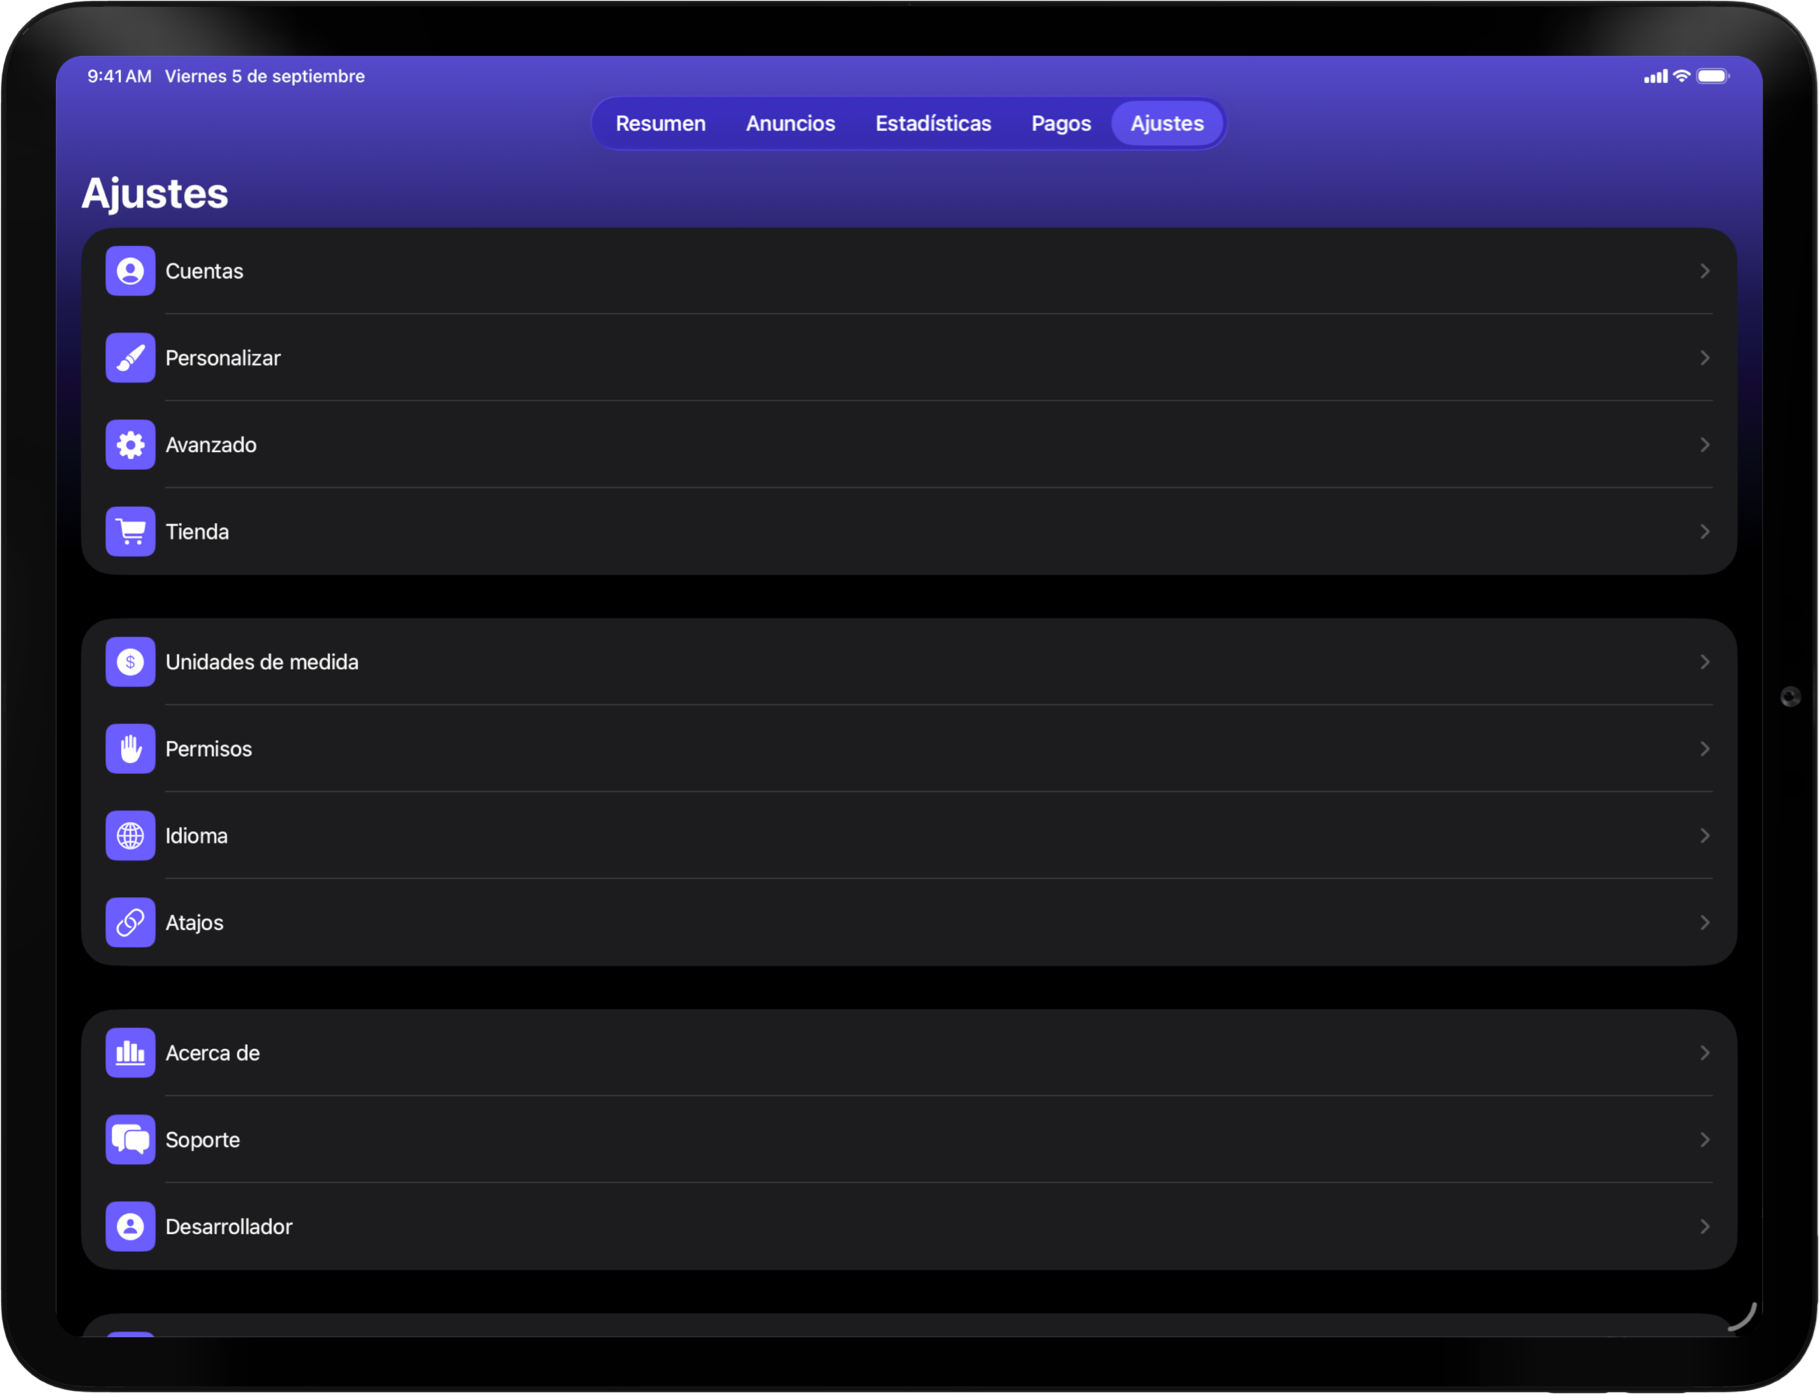 9:41 AM Viernes 5 de septiembre
Resumen Anuncios Estadísticas Pagos Ajustes
Ajustes
Cuentas
Personalizar
Avanzado
Tienda
$ Unidades de medida
Permisos
Idioma
Atajos
Acerca de
Soporte
Desarrollador